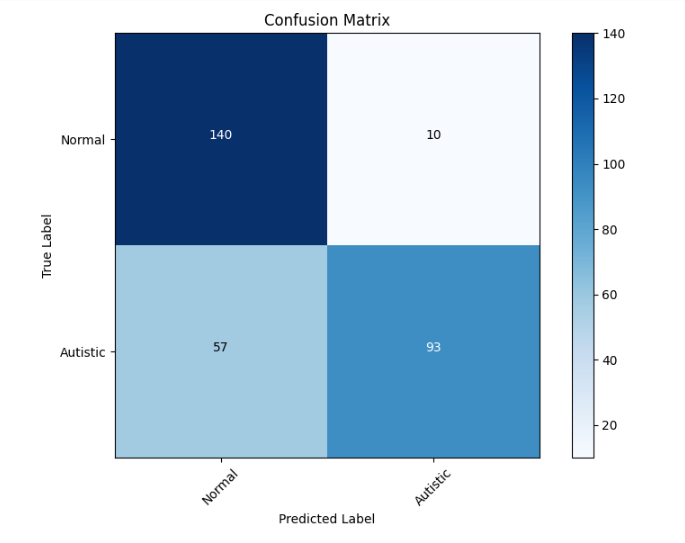 Confusion Matrix
140
Normal
140
10
120
100
True Label
80
60
Autistic
57
93
40
20
Normal
Autistic
Predicted Label